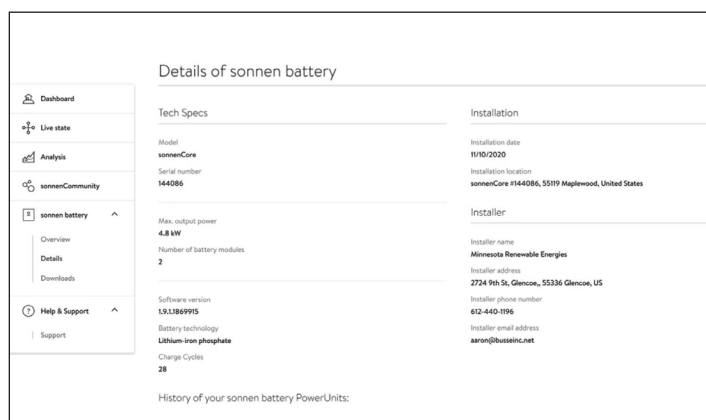 Details of sonnen battery
Dashboard
Live state
Analysis
sonnenCommunity
sonnen battery
Overview
Details
Downloads
Help & Support
Support
Tech Specs
Model
sonnenCore
Serial number
144086
Max. output power
4.8 kW
Number of battery modules
2
Software version
1.9.1.1869915
Battery technology
Lithium-iron phosphate
Charge Cycles
28
History of your sonnen battery PowerUnits:
Installation
Installation date
11/10/2020
Installation location
sonnenCore #144086, 55119 Maplewood, United States
Installer
Installer name
Minnesota Renewable Energies
Installer address
2724 9th St, Glencoe,, 55336 Glencoe, US
Installer phone number
612-440-1196
Installer email address
aaron@busseinc.net